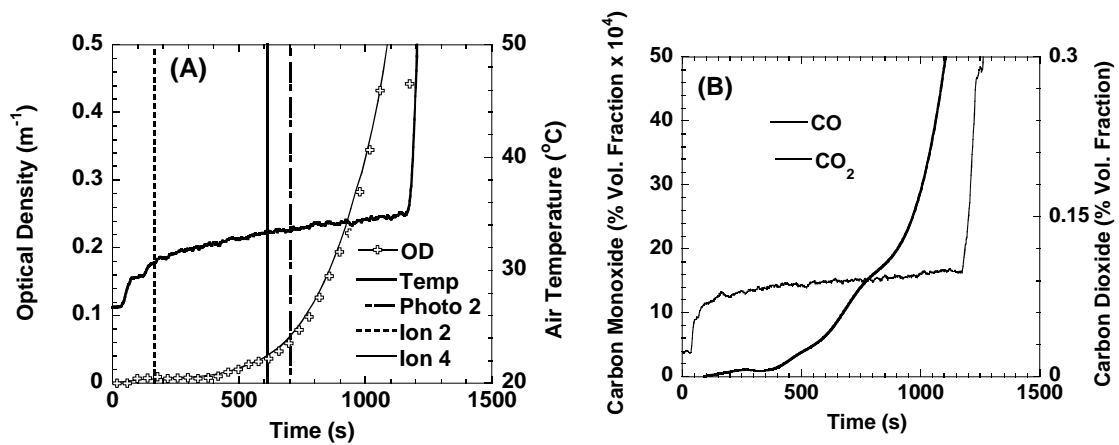 (A)
0.5
0.4
0.3
0.2
0.1
0
Optical Density (m⁻¹)
50
40
30
20
Air Temperature (°C)
0
500
1000
1500
Time (s)
OD
Temp
Photo 2
Ion 2
Ion 4
(B)
50
40
30
20
10
0
Carbon Monoxide (% Vol. Fraction x 10⁴)
0.3
0.15
0
Carbon Dioxide (% Vol. Fraction)
0
500
1000
1500
Time (s)
CO
CO₂